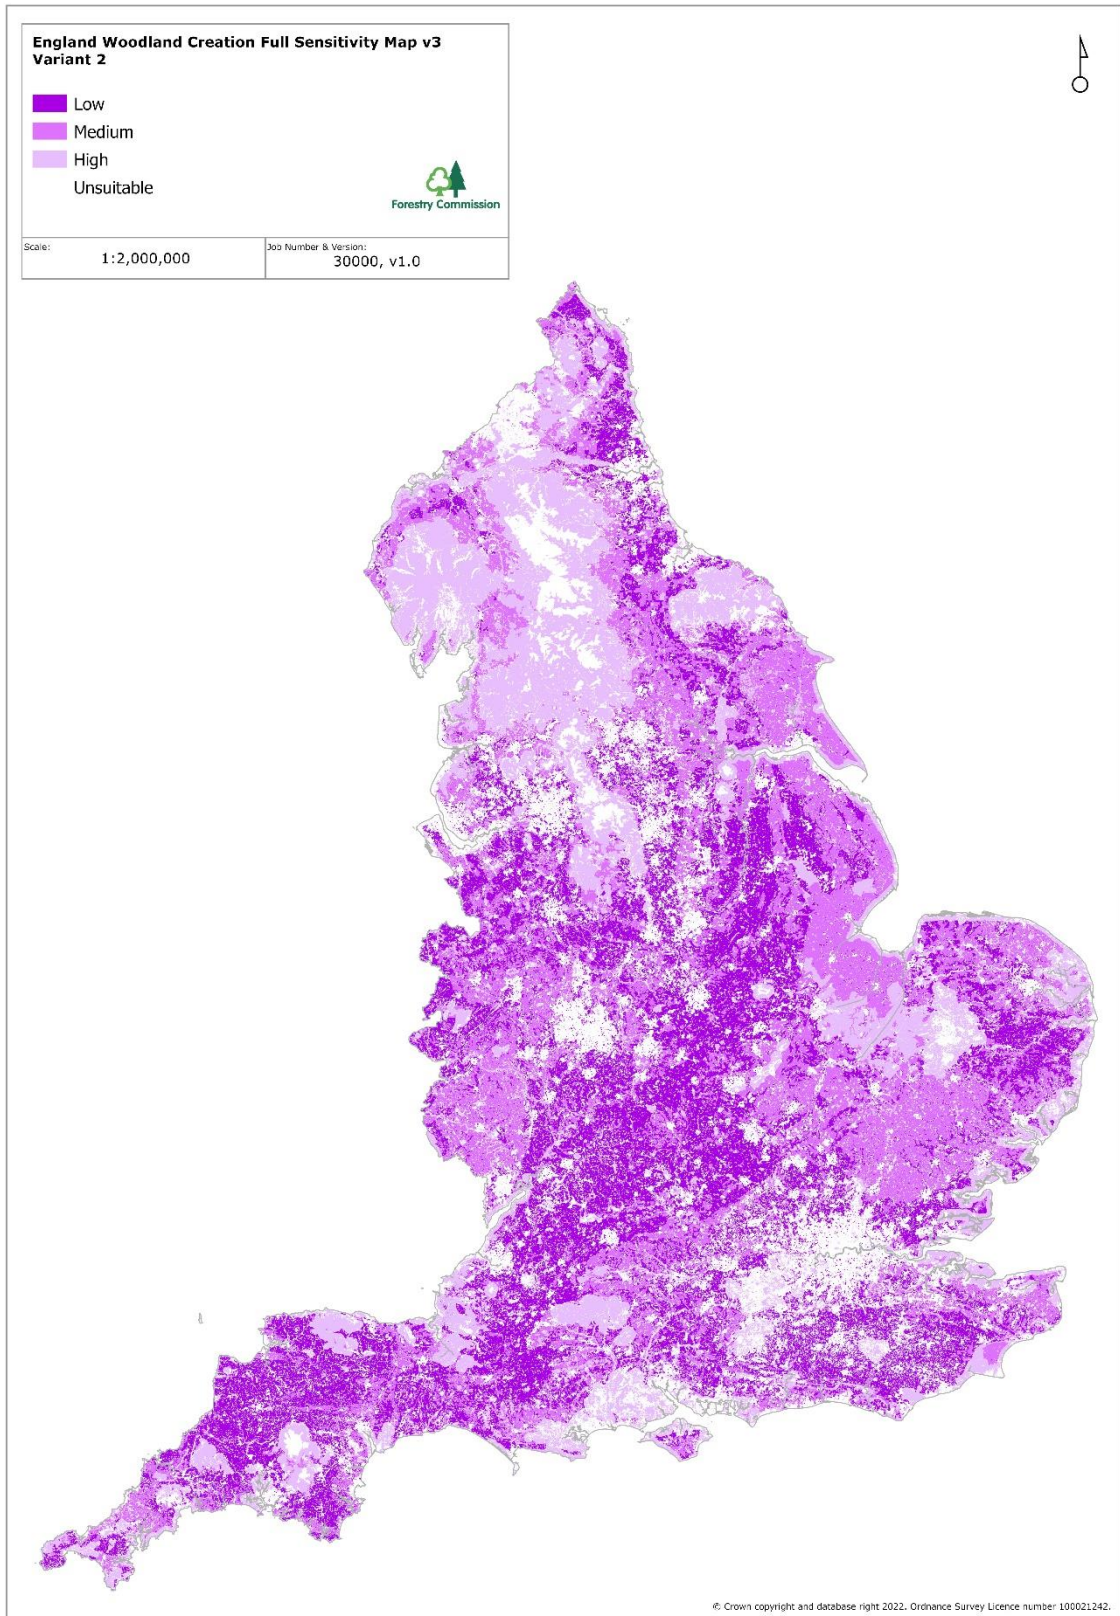 England Woodland Creation Full Sensitivity Map v3
Variant 2
Low
Medium
High
Unsuitable
Forestry Commission
Scale:
1:2,000,000
Job Number & Version:
30000, v1.0
© Crown copyright and database right 2022. Ordnance Survey Licence number 100021242.